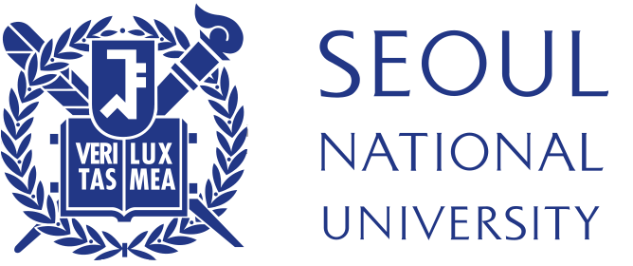 VERI LUX
TAS MEA
SEOUL
NATIONAL
UNIVERSITY